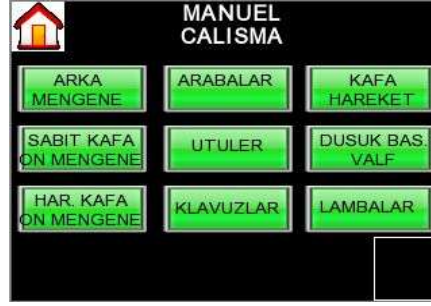 MANUEL
CALISMA
ARKA
MENGENE
ARABALAR
KAFA
HAREKET
SABIT KAFA
ON MENGENE
UTULER
DUSUK BAS.
VALF
HAR. KAFA
ON MENGENE
KLAVUZLAR
LAMBALAR